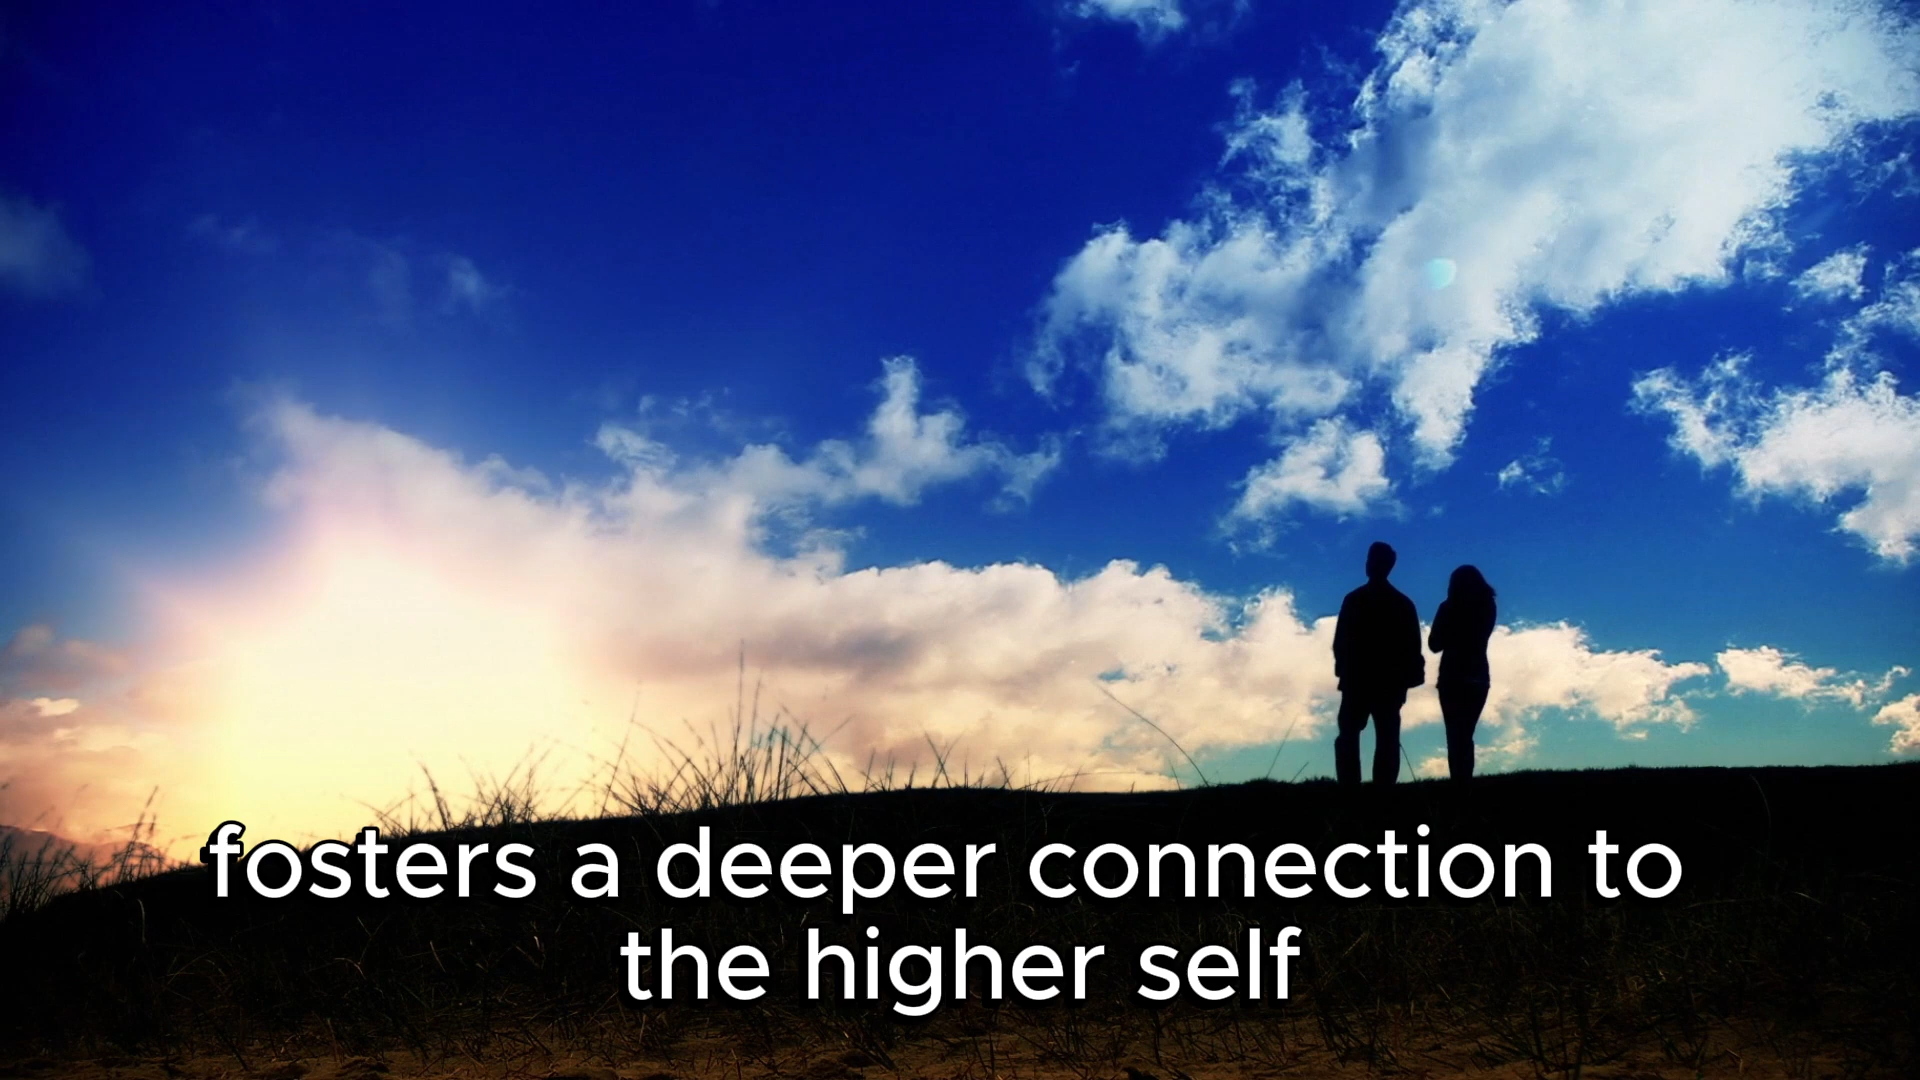 fosters a deeper connection to
the higher self